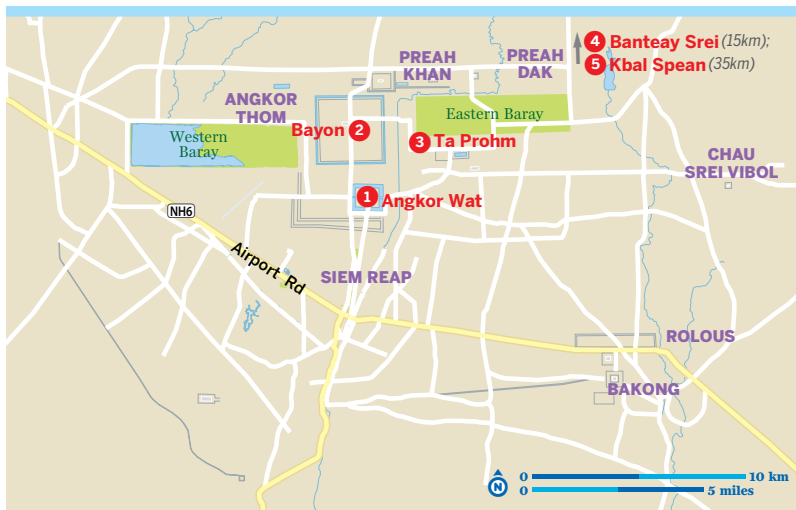 4 Banteay Srei (15km);
5 Kbal Spean (35km)
PREAH
KHAN
PREAH
DAK
ANGKOR
THOM
Eastern Baray
Bayon 2
3 Ta Prohm
Western
Baray
CHAU
SREI VIBOL
1 Angkor Wat
NH6
Airport Rd
SIEM REAP
ROLOUS
BAKONG
N
0 10 km
0 5 miles